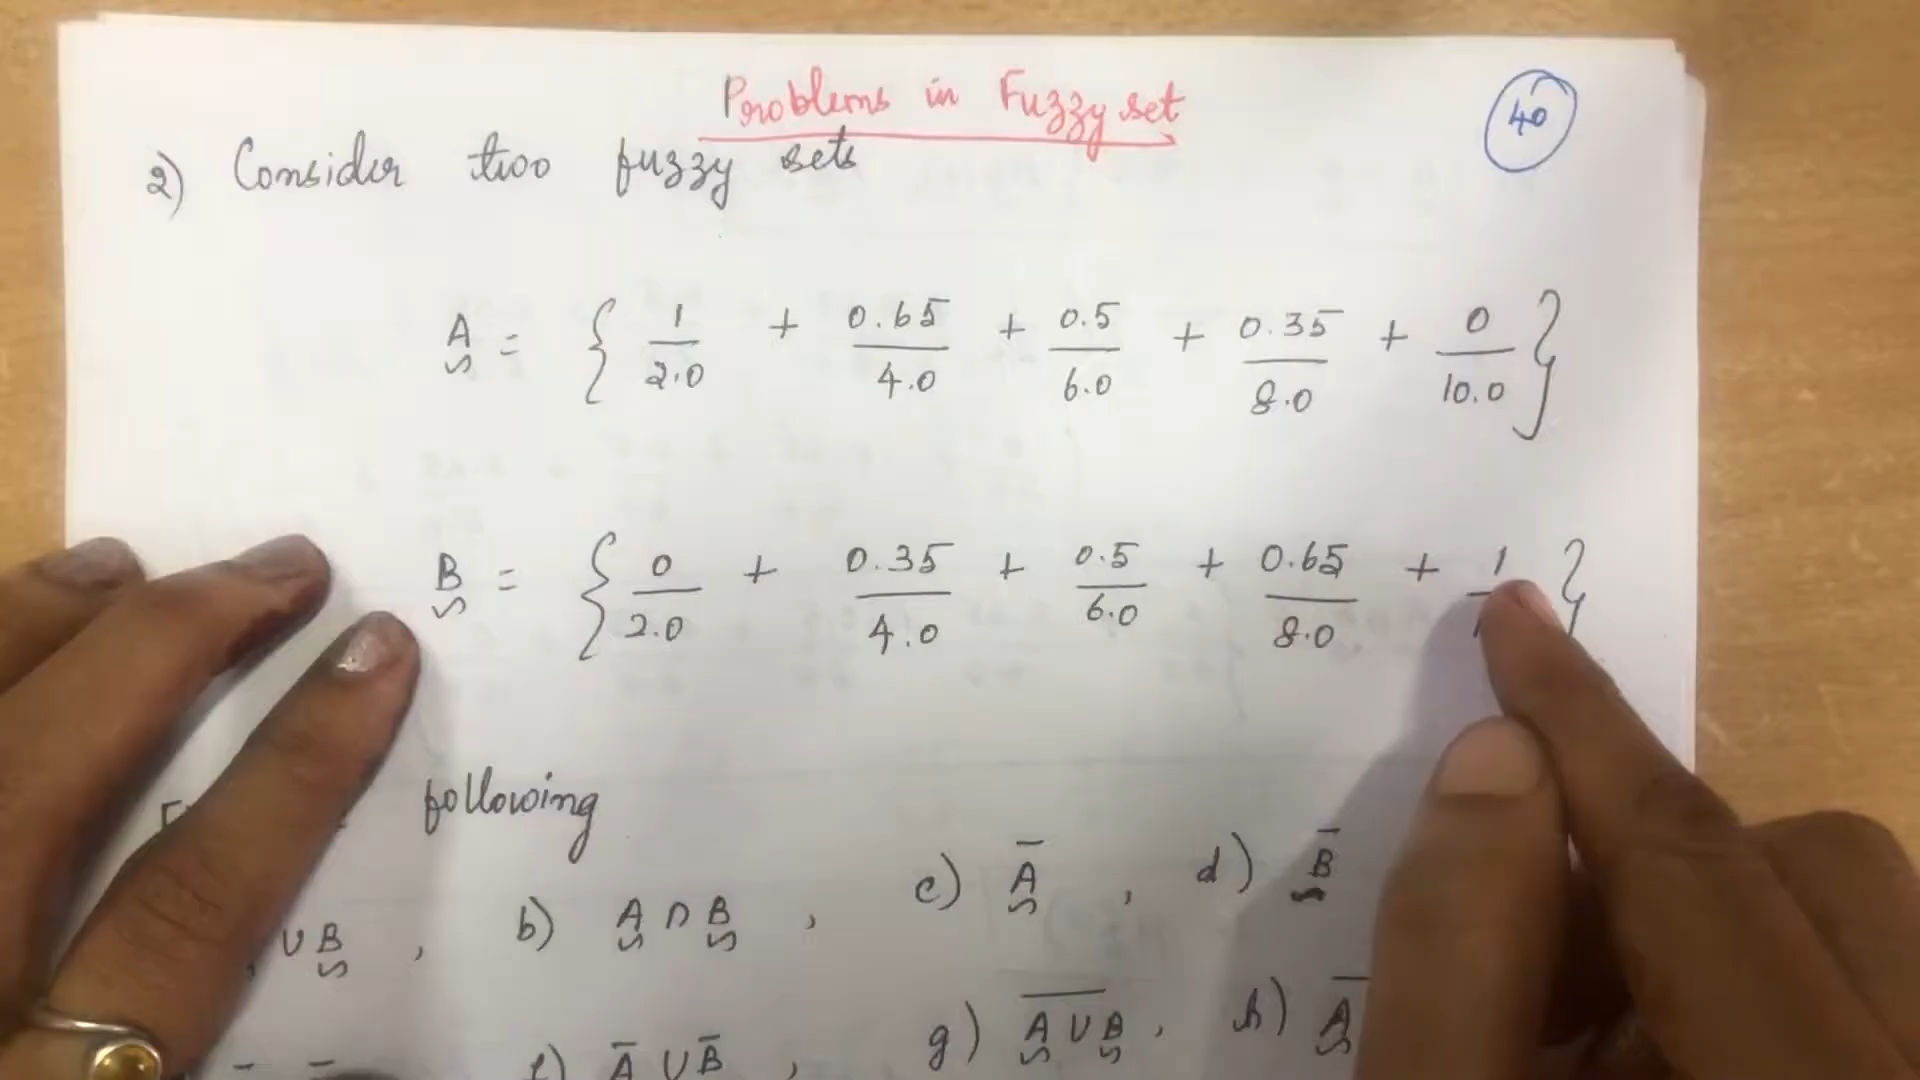 Problems in Fuzzy set
40
2) Consider two fuzzy sets
A = { 1/2.0 + 0.65/4.0 + 0.5/6.0 + 0.35/8.0 + 0/10.0 }
B = { 0/2.0 + 0.35/4.0 + 0.5/6.0 + 0.65/8.0 + 1 }
following
∪ B , b) A ∩ B , c) A̅ , d) B̅
f) A̅ ∪ B̅ , g) \overline{A ∪ B} , h) A